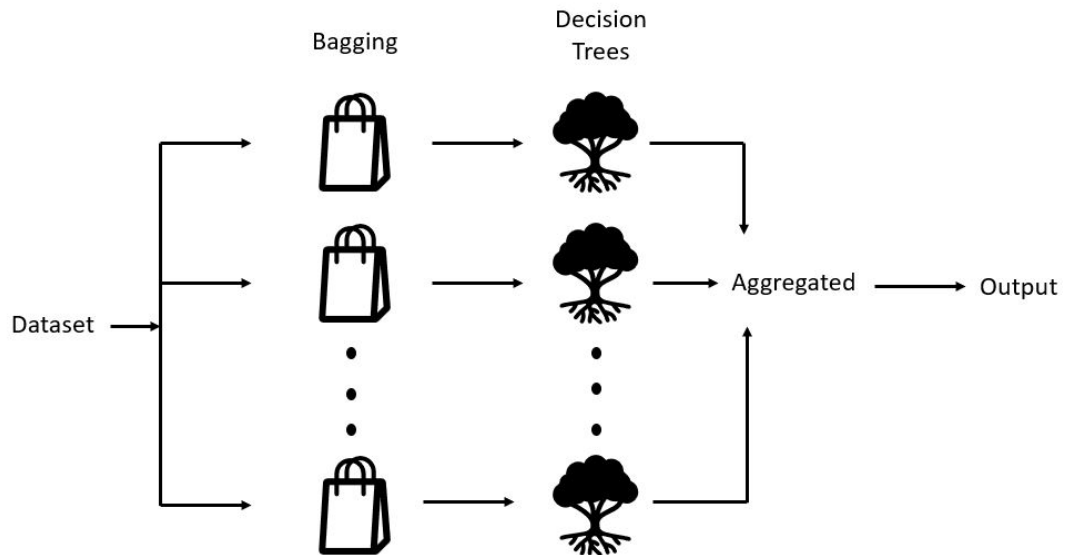 Bagging
Decision
Trees
Dataset
Aggregated
Output